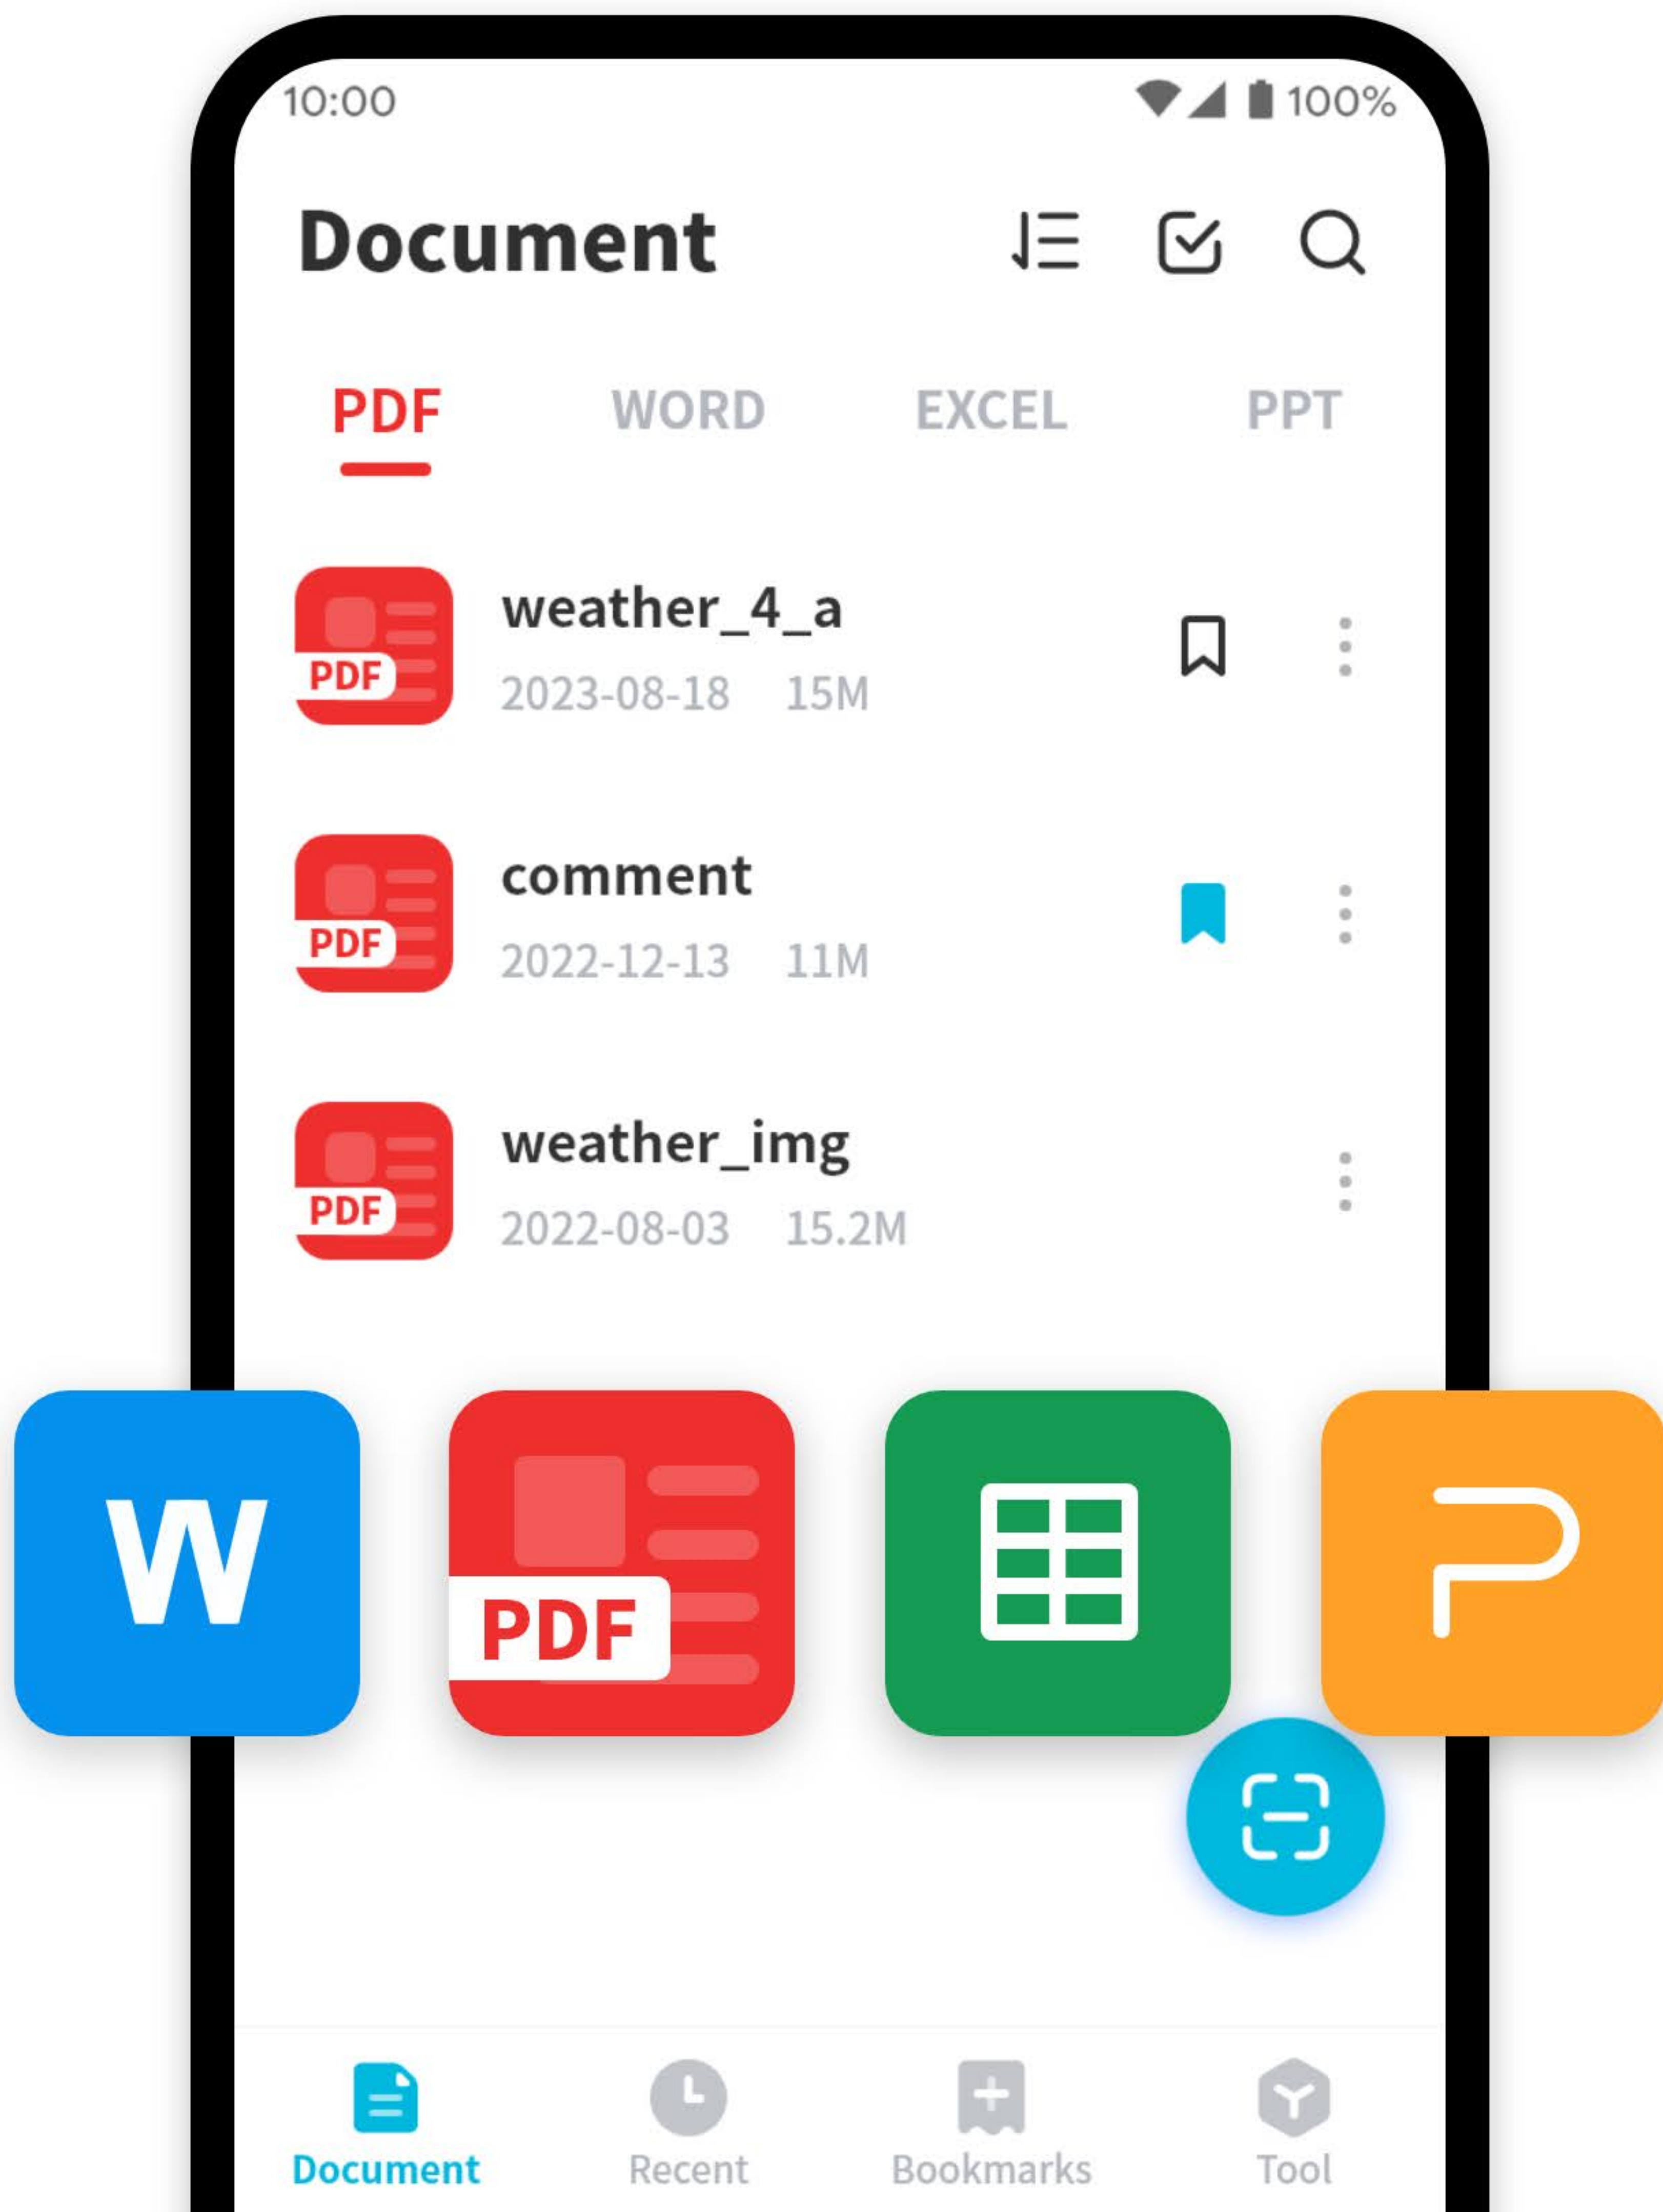 10:00 100%
Document
PDF WORD EXCEL PPT
PDF
weather_4_a
2023-08-18 15M
PDF
comment
2022-12-13 11M
PDF
weather_img
2022-08-03 15.2M
W PDF P
Document Recent Bookmarks Tool